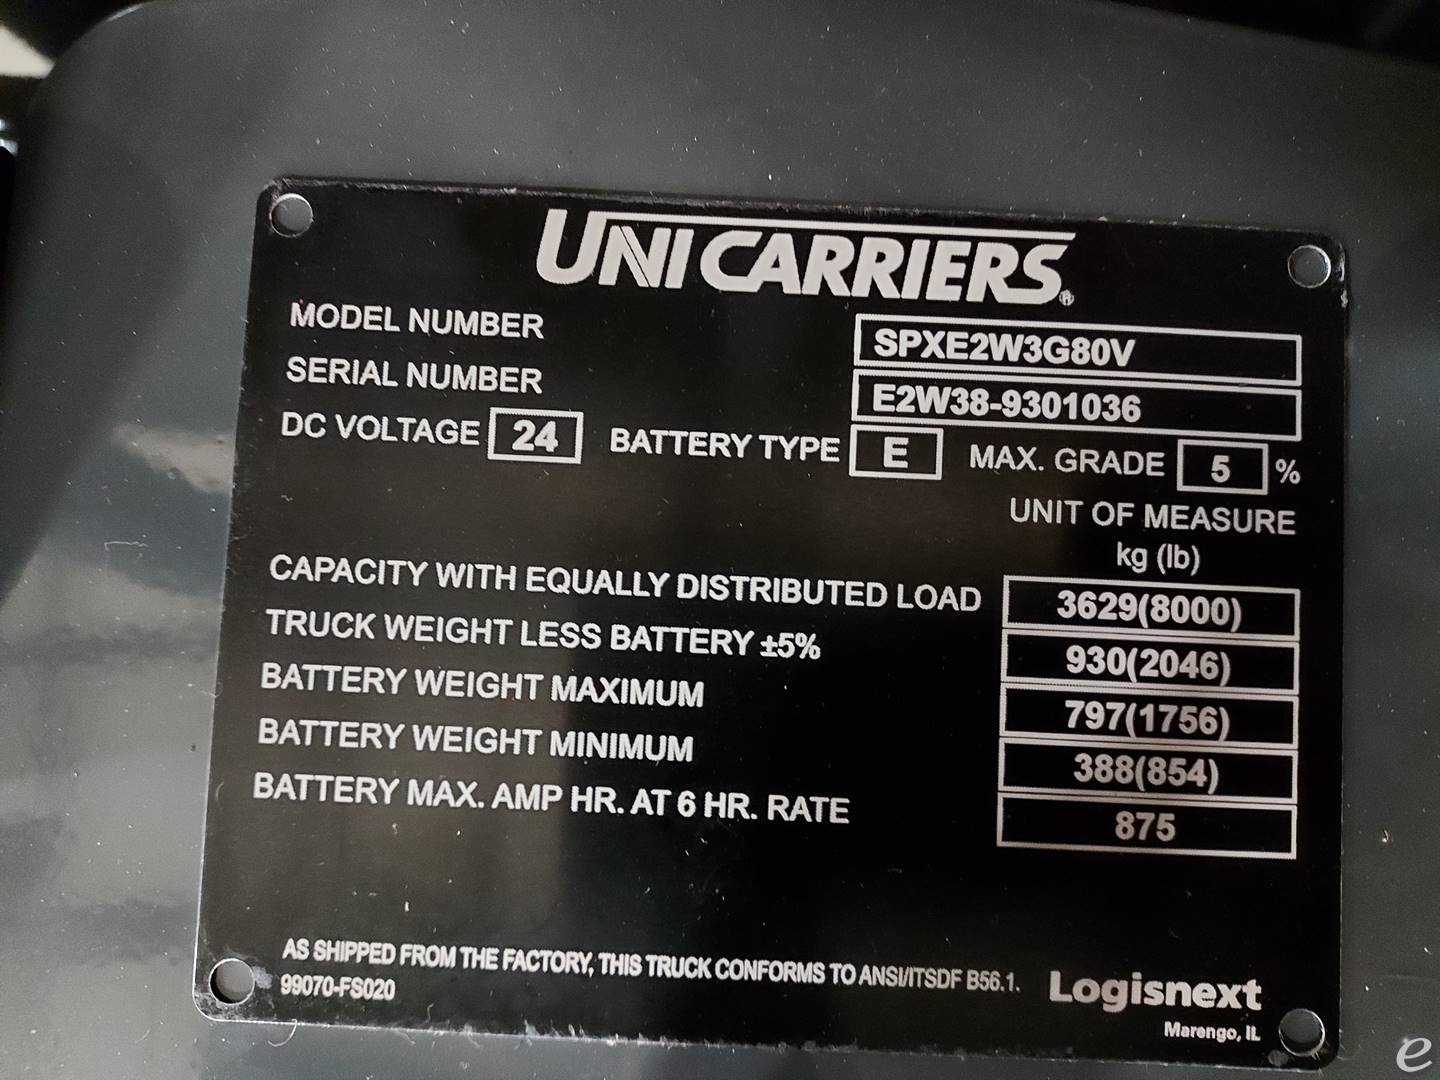 UNICARRIERS®
MODEL NUMBER SPXE2W3G80V
SERIAL NUMBER E2W38-9301036
DC VOLTAGE 24 BATTERY TYPE E MAX. GRADE 5 %
UNIT OF MEASURE
kg (lb)
CAPACITY WITH EQUALLY DISTRIBUTED LOAD 3629(8000)
TRUCK WEIGHT LESS BATTERY ±5% 930(2046)
BATTERY WEIGHT MAXIMUM 797(1756)
BATTERY WEIGHT MINIMUM 388(854)
BATTERY MAX. AMP HR. AT 6 HR. RATE 875
AS SHIPPED FROM THE FACTORY, THIS TRUCK CONFORMS TO ANSI/ITSDF B56.1.
99070-FS020
Logisnext
Marengo, IL
e